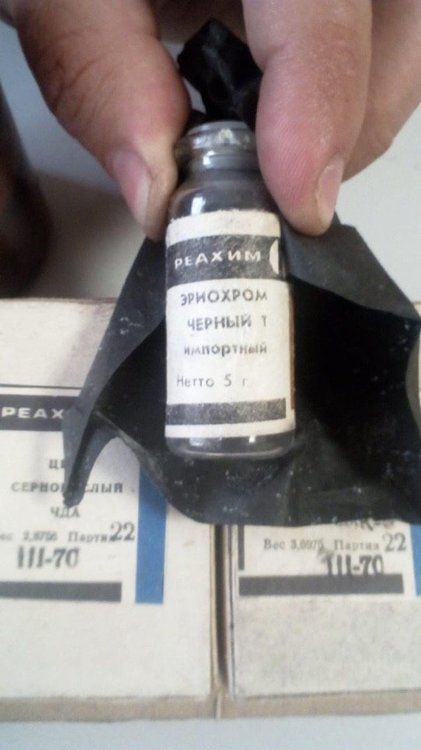 РЕАХИМ
ЭРИОХРОМ
ЧЕРНЫЙ Т
импортный
Нетто 5 г
РЕАХ
СЕРНОКИСЛЫЙ
ЧДА
Вес 2,8756 Партия 22
III-70
Вес 3,0975 Партия 22
III-70